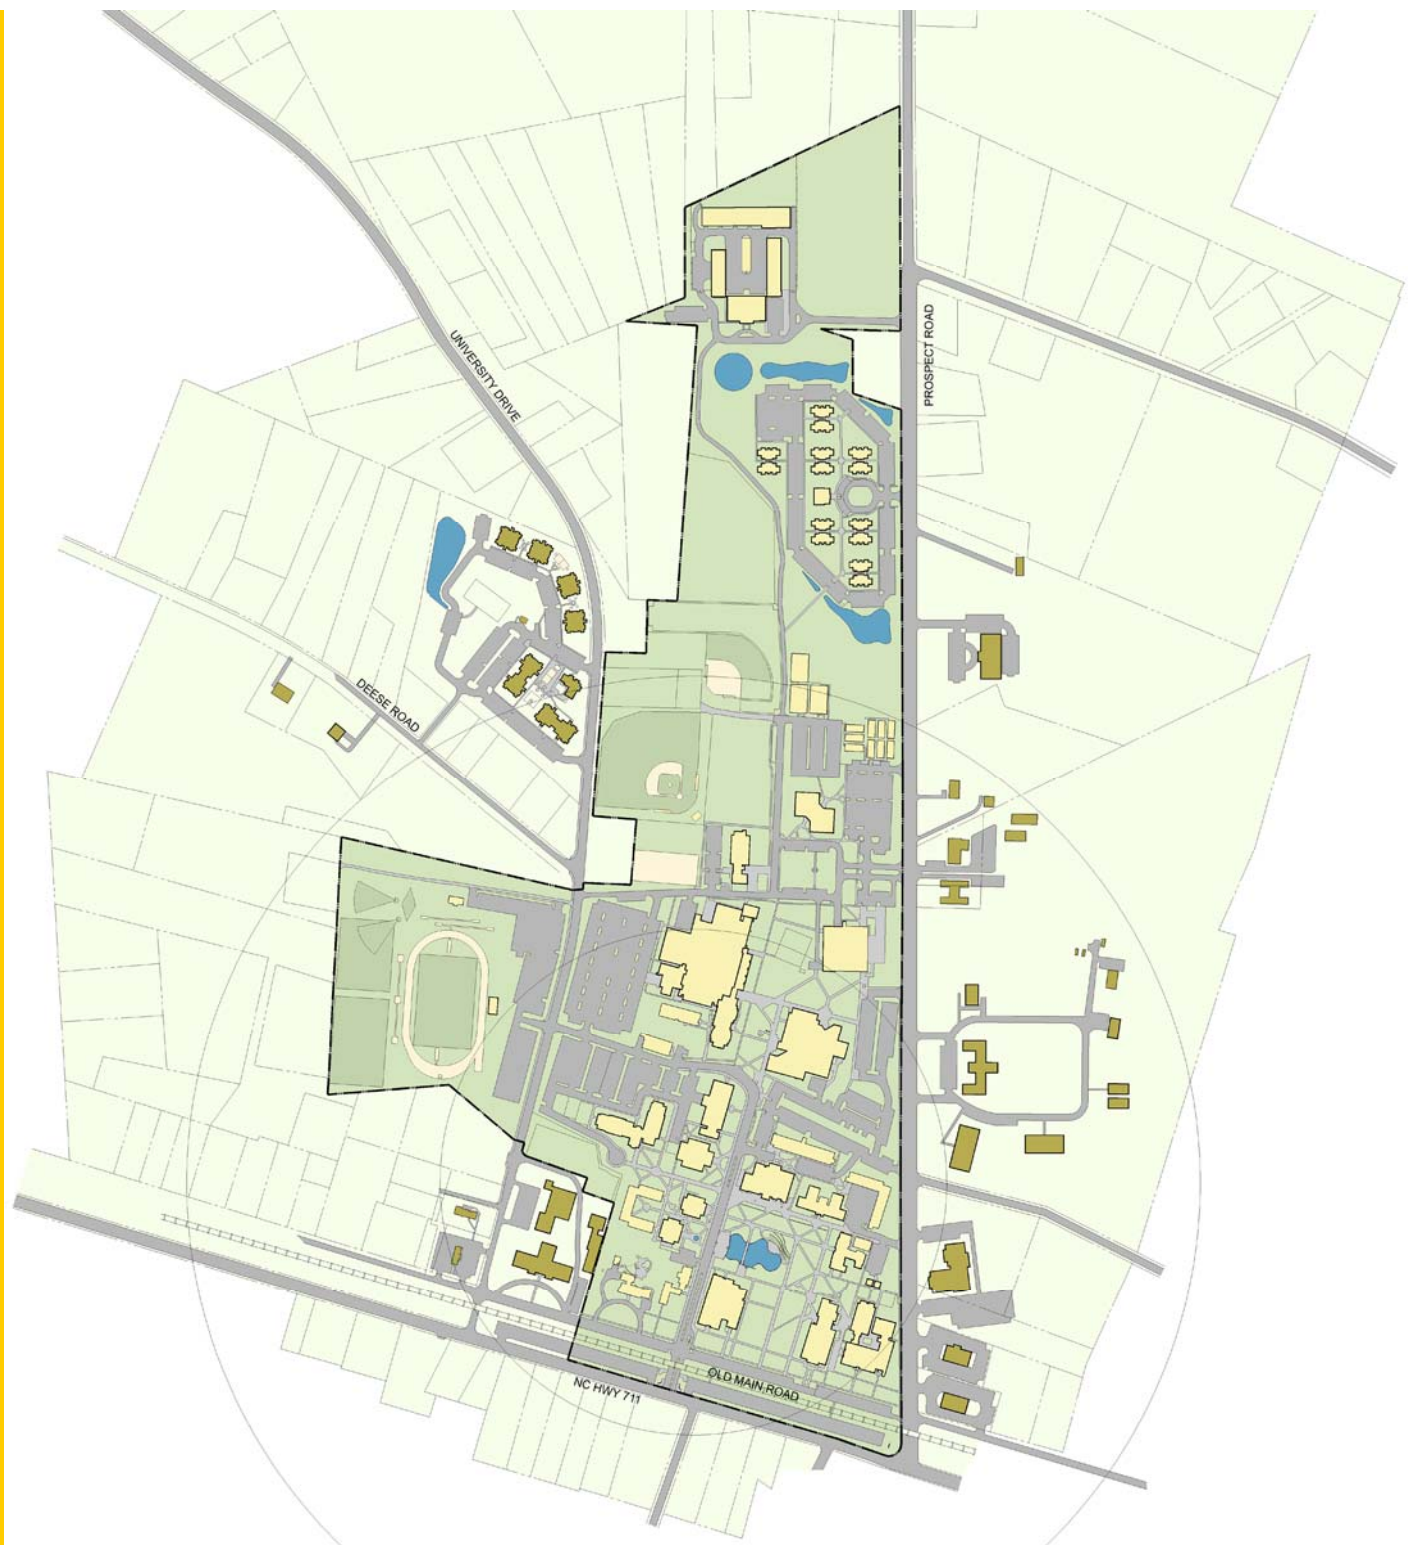 PROSPECT ROAD
UNIVERSITY DRIVE
DEESE ROAD
OLD MAIN ROAD
NC HWY 711